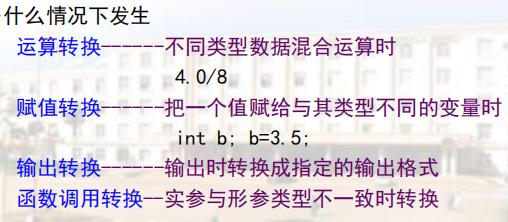 什么情况下发生
运算转换------不同类型数据混合运算时
4.0/8
赋值转换------把一个值赋给与其类型不同的变量时
int b; b=3.5;
输出转换------输出时转换成指定的输出格式
函数调用转换--实参与形参类型不一致时转换